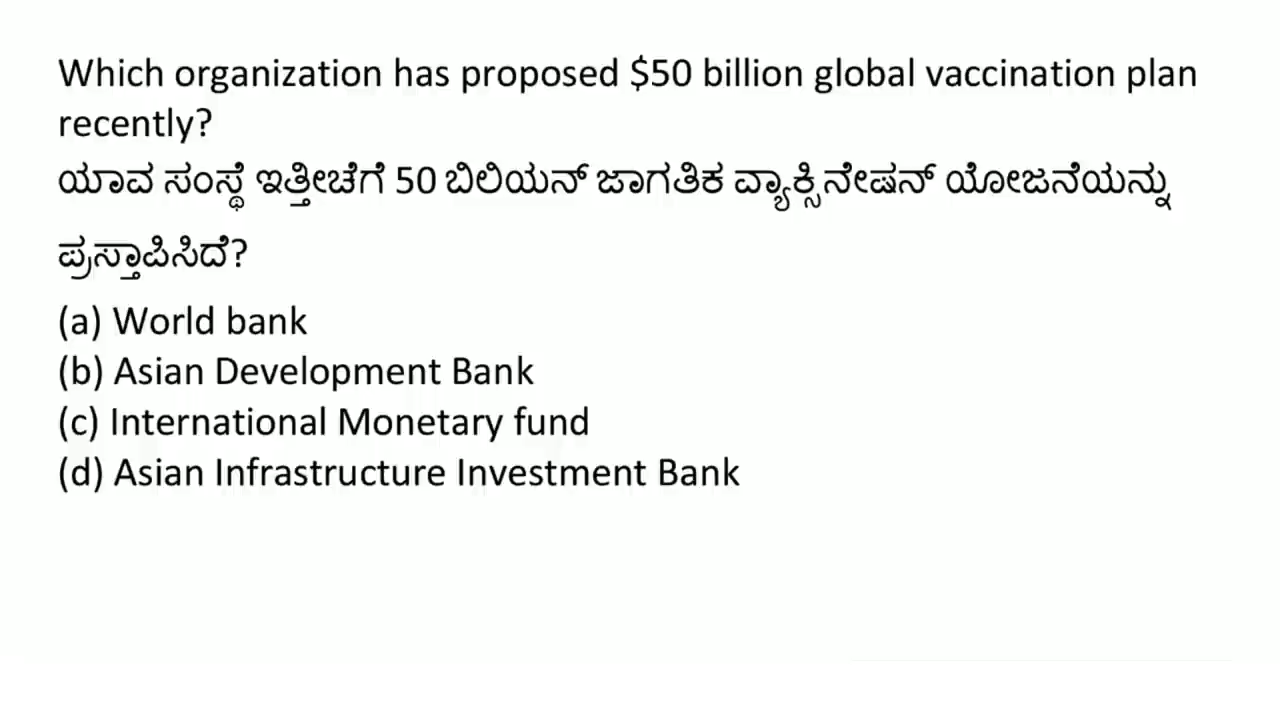 Which organization has proposed $50 billion global vaccination plan
recently?
ಯಾವ ಸಂಸ್ಥೆ ಇತ್ತೀಚೆಗೆ 50 ಬಿಲಿಯನ್ ಜಾಗತಿಕ ವ್ಯಾಕ್ಸಿನೇಷನ್ ಯೋಜನೆಯನ್ನು
ಪ್ರಸ್ತಾಪಿಸಿದೆ?
(a) World bank
(b) Asian Development Bank
(c) International Monetary fund
(d) Asian Infrastructure Investment Bank